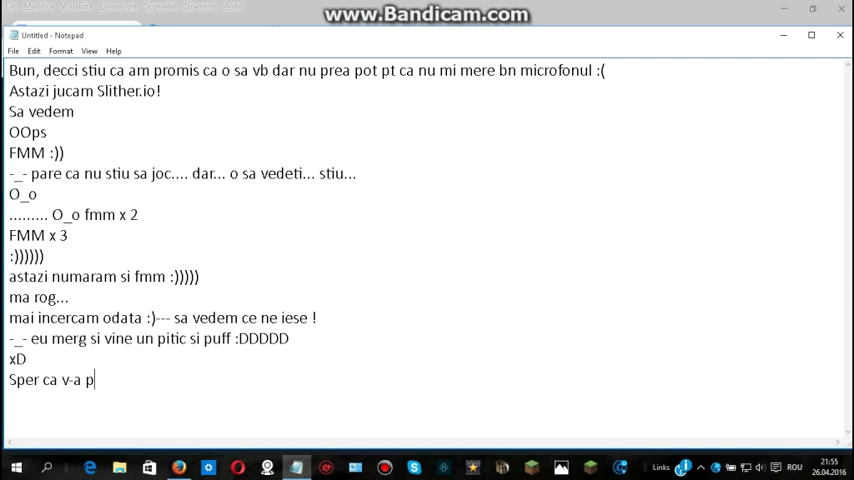 www.Bandicam.com
Untitled - Notepad
File Edit Format View Help
Bun, decci stiu ca am promis ca o sa vb dar nu prea pot pt ca nu mi mere bn microfonul :(
Astazi jucam Slither.io!
Sa vedem
OOps
FMM :))
-_- pare ca nu stiu sa joc.... dar... o sa vedeti... stiu...
O_o
......... O_o fmm x 2
FMM x 3
:))))))
astazi numaram si fmm :)))))
ma rog...
mai incercam odata :)--- sa vedem ce ne iese !
-_- eu merg si vine un pitic si puff :DDDDD
xD
Sper ca v-a p
Links ROU 21:55
26.04.2016